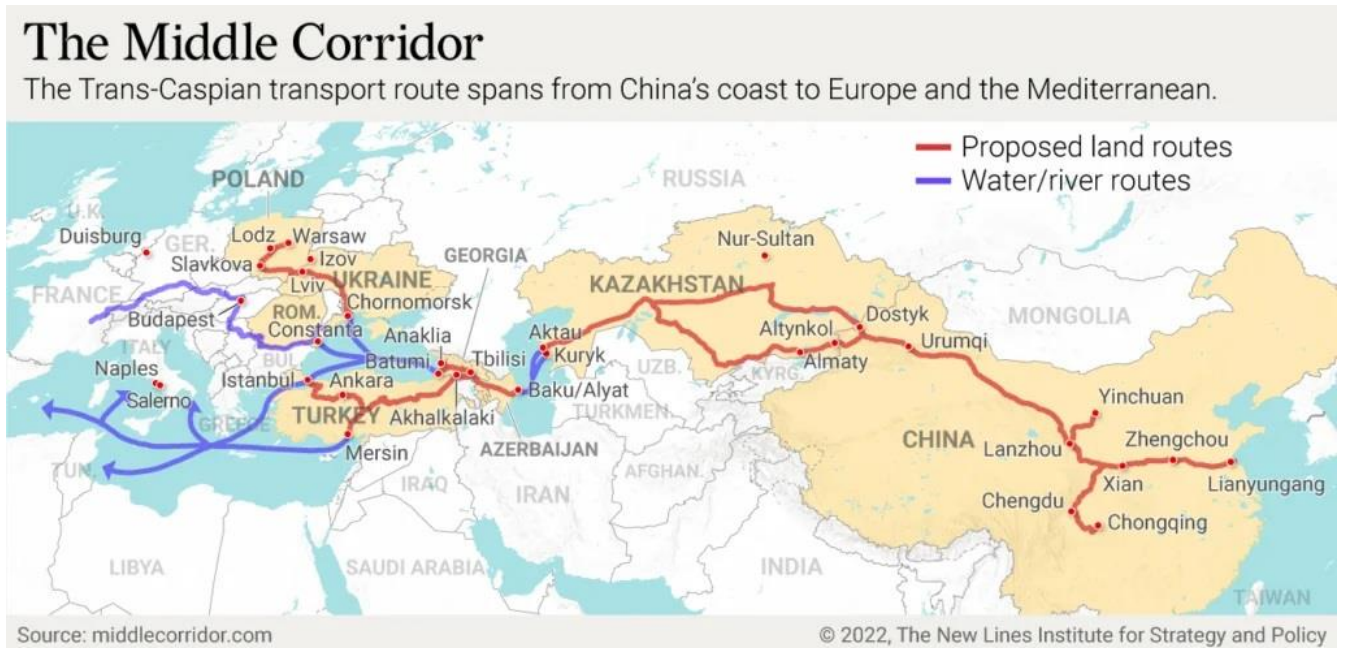 The Middle Corridor
The Trans-Caspian transport route spans from China's coast to Europe and the Mediterranean.
Proposed land routes
Water/river routes
POLAND
RUSSIA
U.K.
Duisburg
GER.
Lodz
Warsaw
Izov
Slavkova
Lviv
UKRAINE
GEORGIA
Nur-Sultan
FRANCE
KAZAKHSTAN
Chornomorsk
ROM.
Budapest
Constanta
Anaklia
Aktau
Altynkol
Dostyk
MONGOLIA
ITALY
BUL.
Batumi
Tbilisi
Kuryk
Almaty
Urumqi
Naples
Istanbul
Ankara
UZB.
KYRG.
Baku/Alyat
Salerno
GREECE
TURKEY
Akhalkalaki
TURKMEN.
Yinchuan
Mersin
AZERBAIJAN
CHINA
Lanzhou
Zhengchou
TUN.
IRAQ
IRAN
AFGHAN.
Xian
Lianyungang
Chengdu
Chongqing
LIBYA
SAUDI ARABIA
INDIA
TAIWAN
Source: middlecorridor.com
© 2022, The New Lines Institute for Strategy and Policy